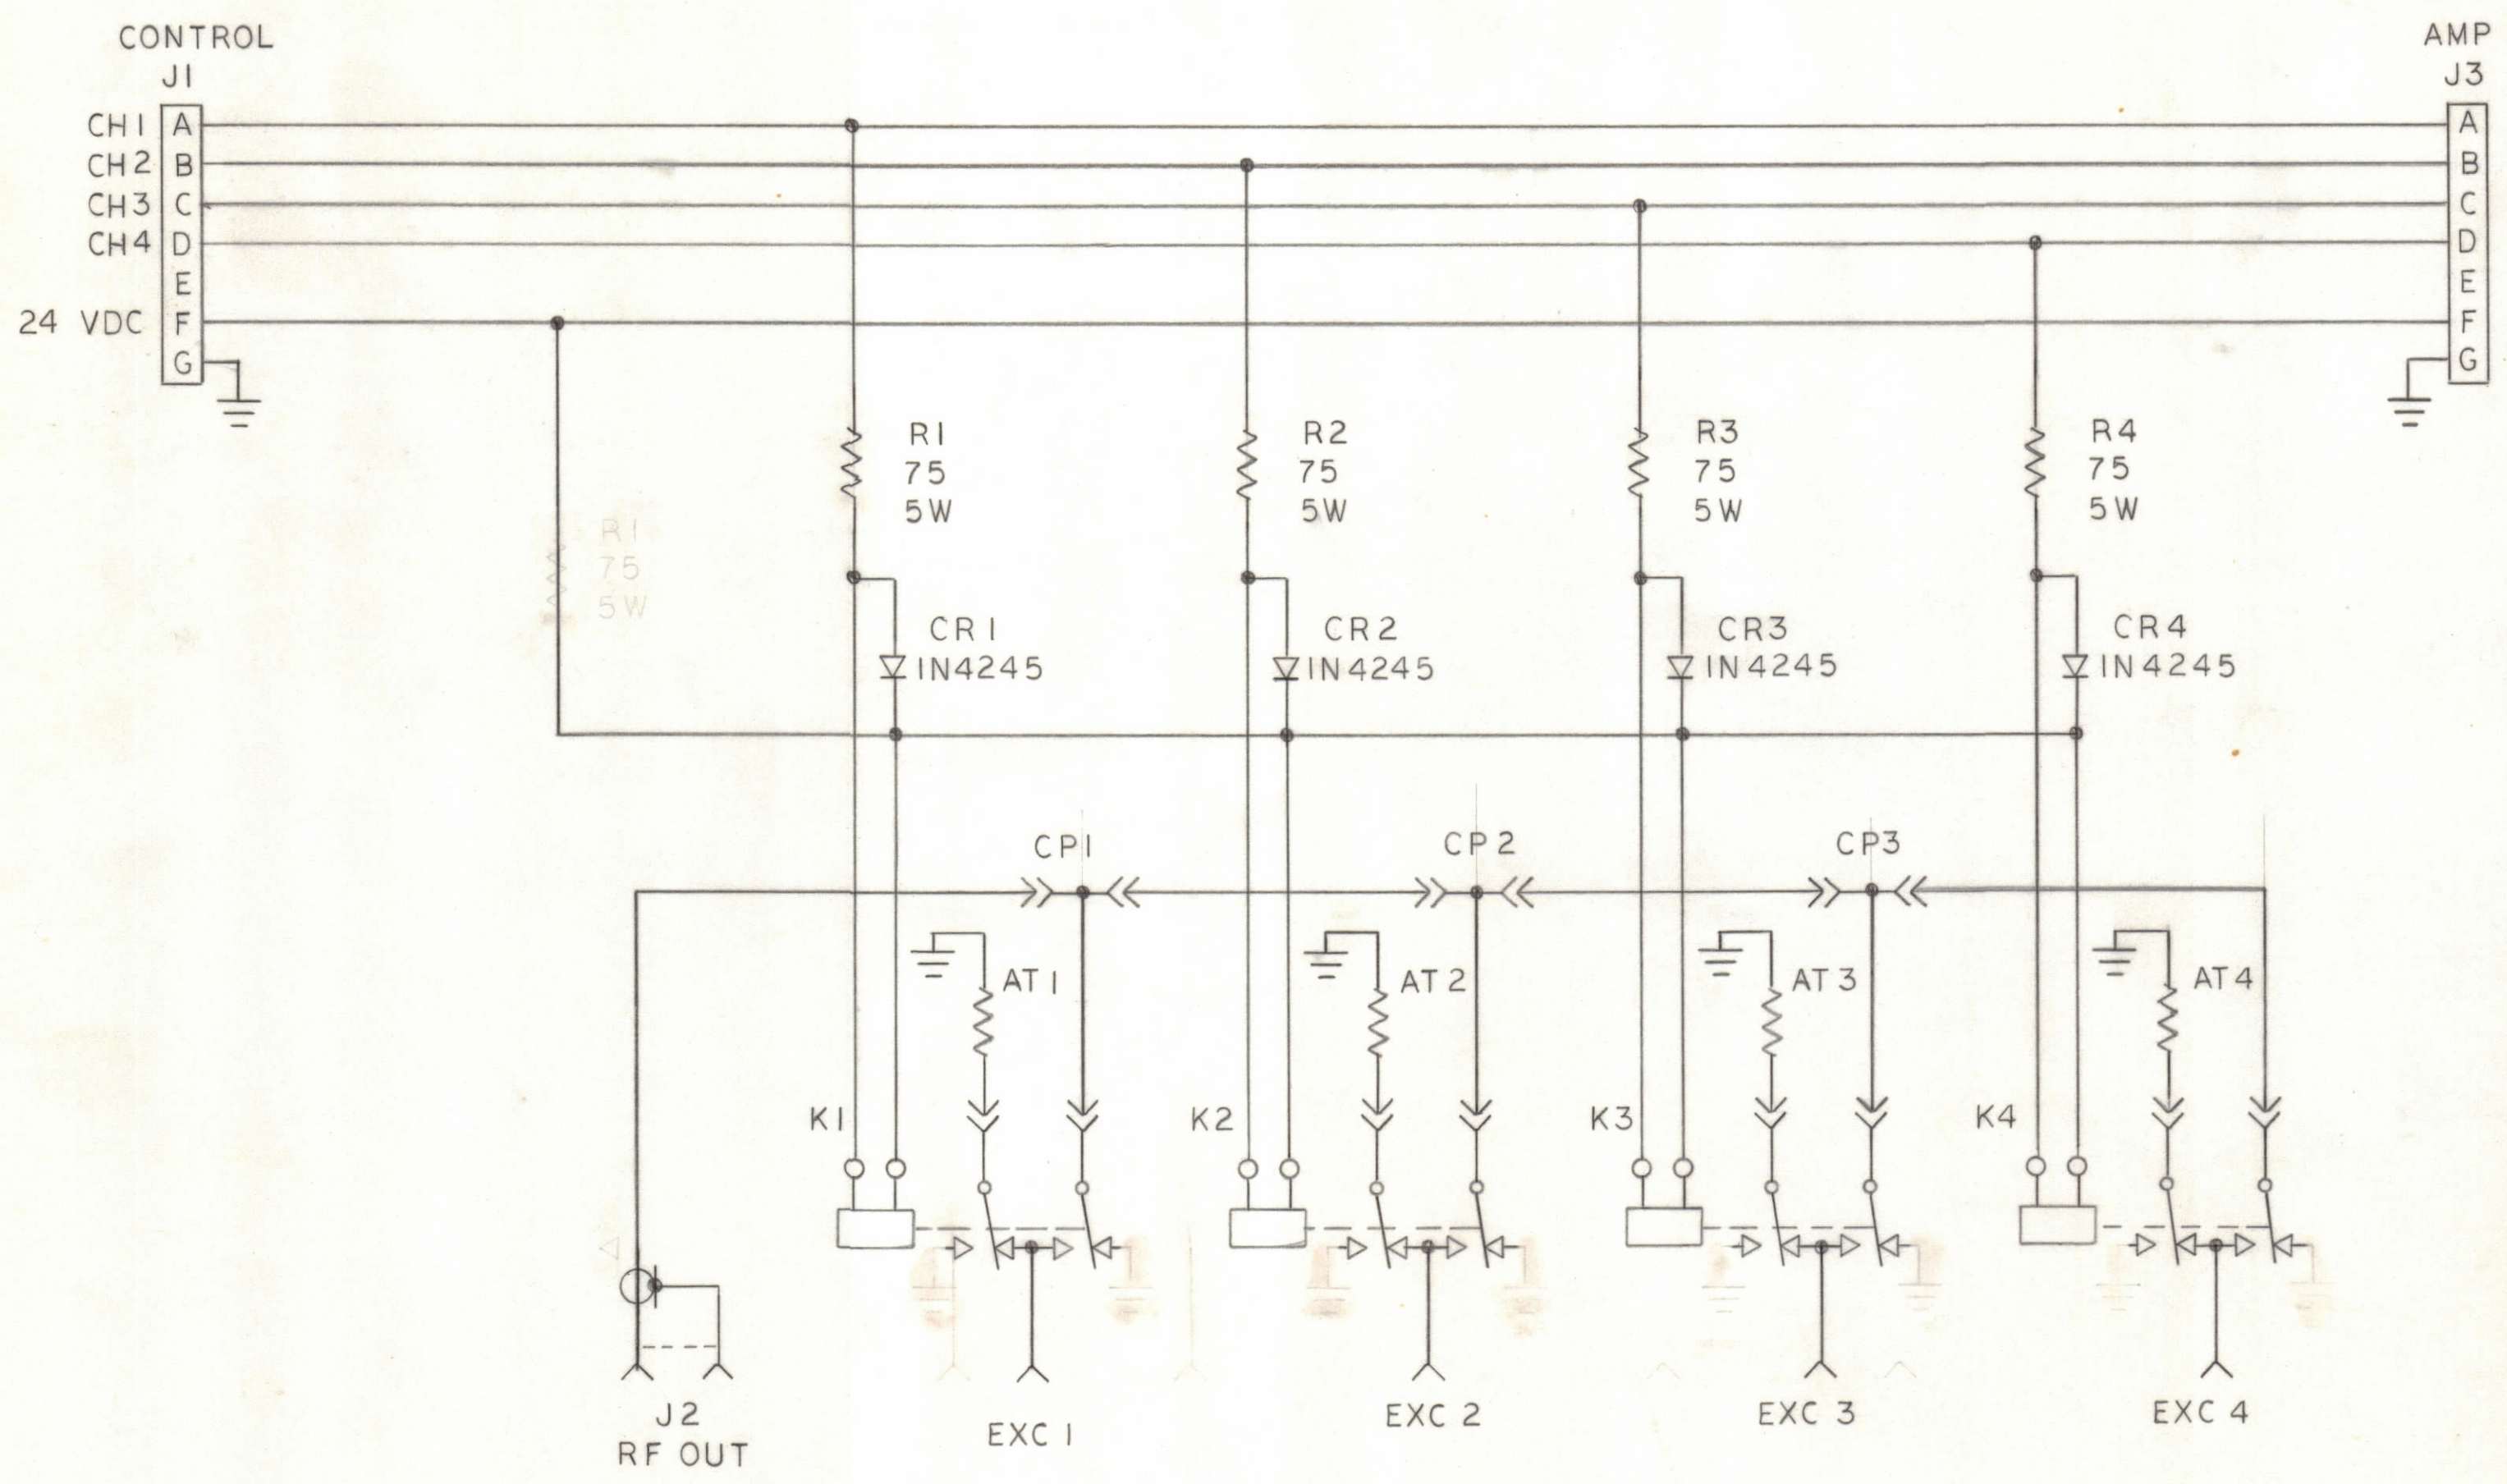 CONTROL
J1
AMP
J3
CH1 A
CH2 B
CH3 C
CH4 D
E
24 VDC F
G
A
B
C
D
E
F
G
R1
75
5W
R2
75
5W
R3
75
5W
R4
75
5W
R1
75
5W
CR1
IN4245
CR2
IN4245
CR3
IN4245
CR4
IN4245
CP1
CP2
CP3
AT1
AT2
AT3
AT4
K1
K2
K3
K4
J2
RF OUT
EXC 1
EXC 2
EXC 3
EXC 4